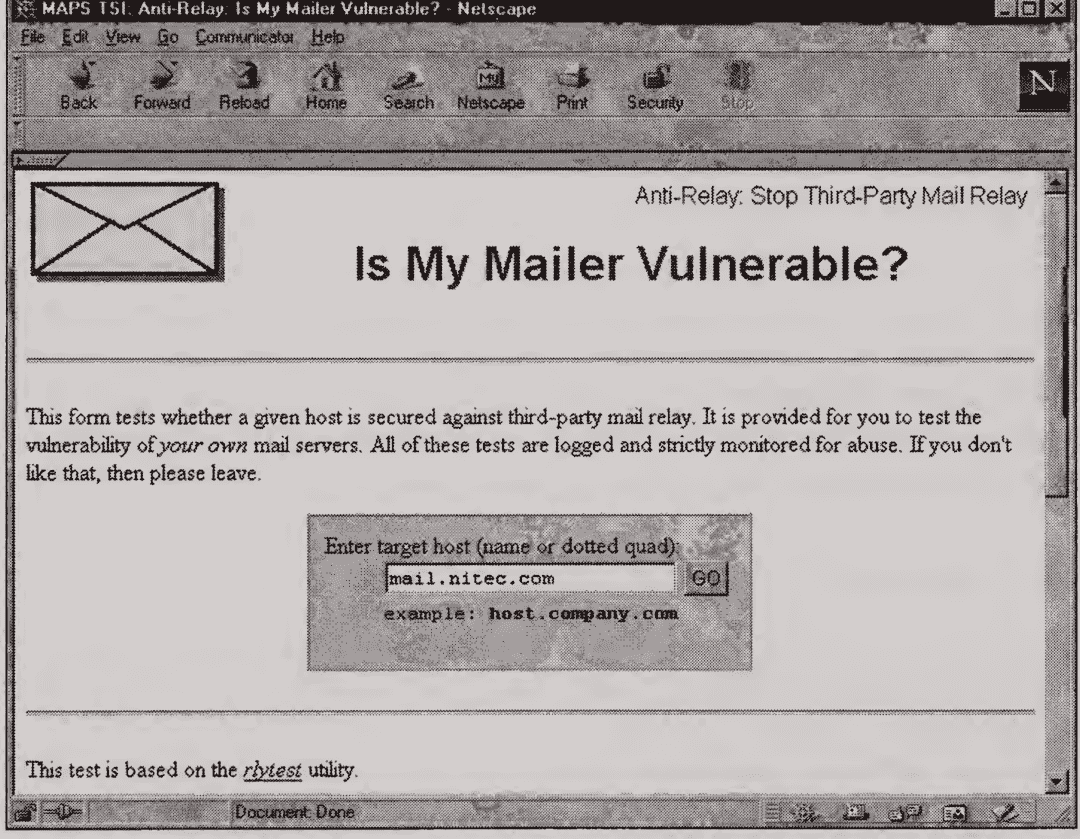 MAPS TSI: Anti-Relay: Is My Mailer Vulnerable? - Netscape
File Edit View Go Communicator Help
Back Forward Reload Home Search Netscape Print Security Stop
My
N
Anti-Relay: Stop Third-Party Mail Relay
Is My Mailer Vulnerable?
This form tests whether a given host is secured against third-party mail relay. It is provided for you to test the
vulnerability of your own mail servers. All of these tests are logged and strictly monitored for abuse. If you don't
like that, then please leave.
Enter target host (name or dotted quad):
mail.nitec.com GO
example: host.company.com
This test is based on the rlytest utility.
Document: Done